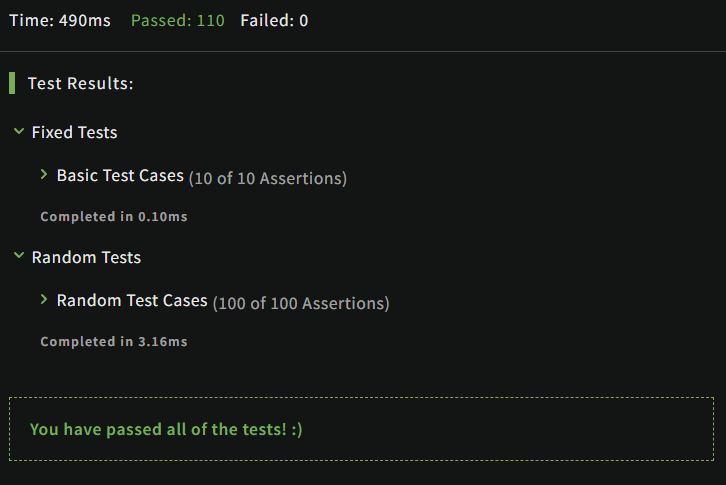 Time: 490ms Passed: 110 Failed: 0
Test Results:
Fixed Tests
Basic Test Cases (10 of 10 Assertions)
Completed in 0.10ms
Random Tests
Random Test Cases (100 of 100 Assertions)
Completed in 3.16ms
You have passed all of the tests! :)